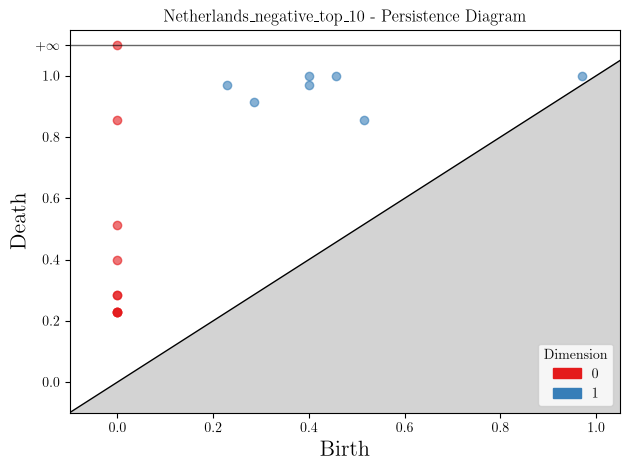 Netherlands_negative_top_10 - Persistence Diagram
+∞
1.0
0.8
0.6
0.4
0.2
0.0
Death
0.0 0.2 0.4 0.6 0.8 1.0
Birth
Dimension
0
1